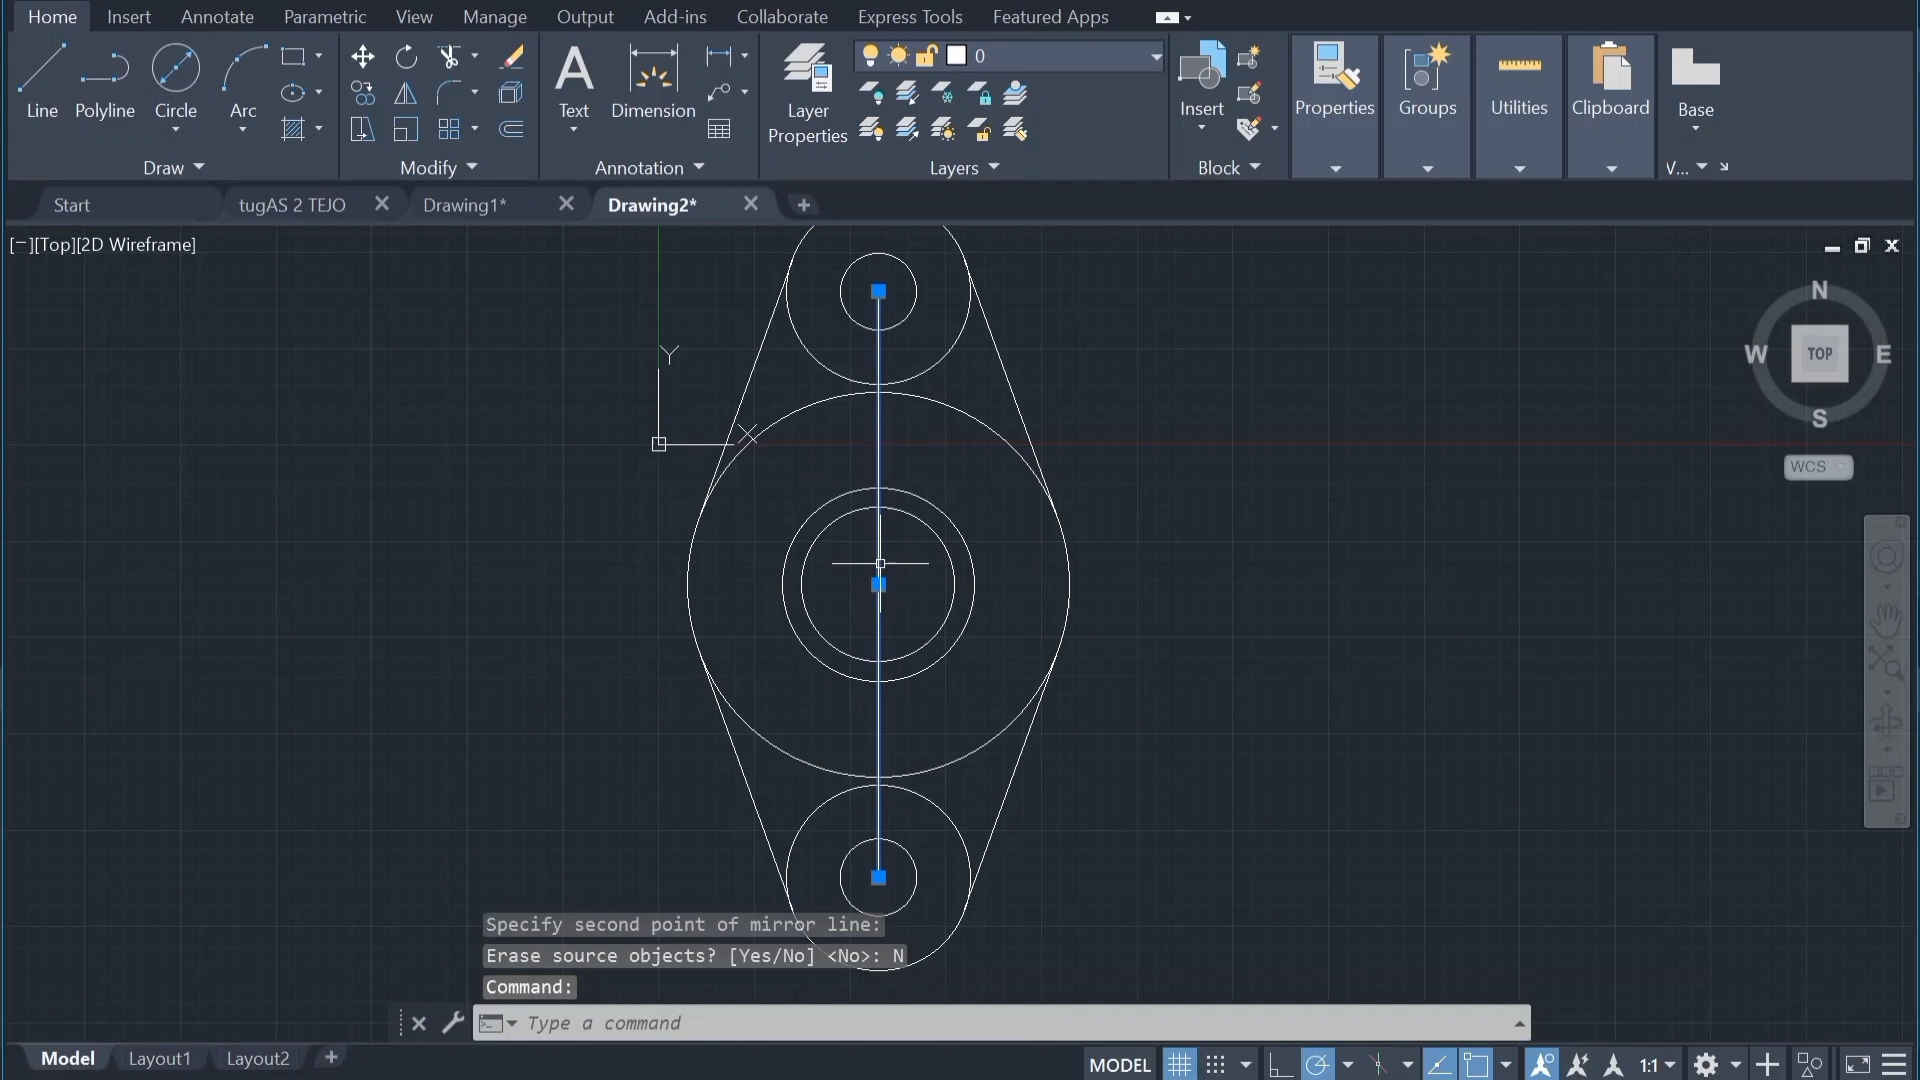 Home Insert Annotate Parametric View Manage Output Add-ins Collaborate Express Tools Featured Apps
0
Line Polyline Circle Arc
A
Text Dimension
Layer
Properties
Insert
Properties Groups Utilities Clipboard Base
Draw Modify Annotation Layers Block V...
Start tugAS 2 TEJO Drawing1* Drawing2*
[−][Top][2D Wireframe]
N
W TOP E
S
WCS
Y
X
Specify second point of mirror line:
Erase source objects? [Yes/No] <No>: N
Command:
Type a command
Model Layout1 Layout2
MODEL 1:1